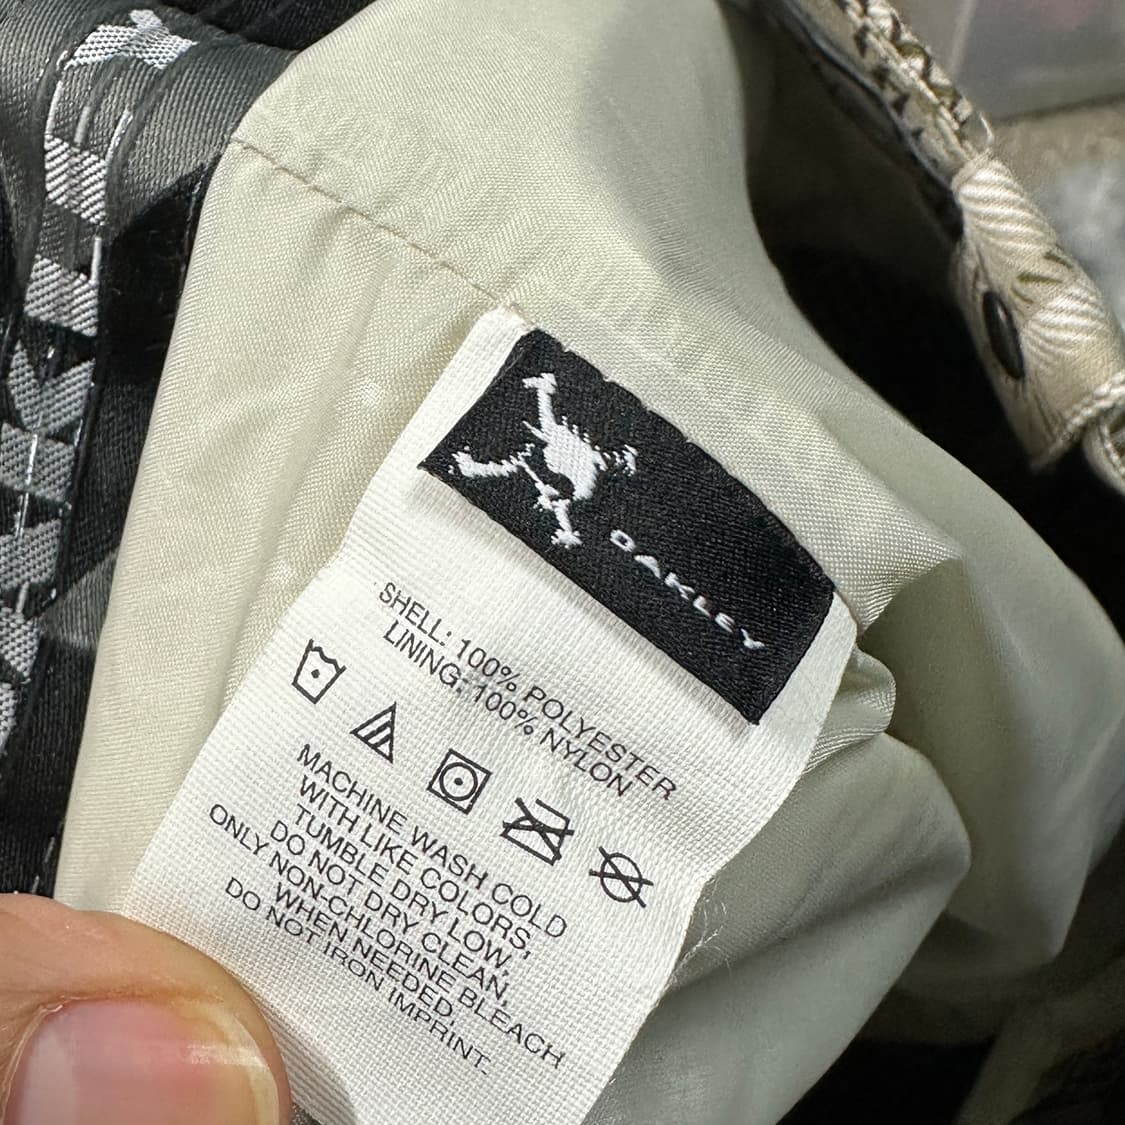 OAKLEY
SHELL: 100% POLYESTER
LINING: 100% NYLON
MACHINE WASH COLD
WITH LIKE COLORS,
TUMBLE DRY LOW,
DO NOT DRY CLEAN,
ONLY NON-CHLORINE BLEACH
WHEN NEEDED,
DO NOT IRON IMPRINT.